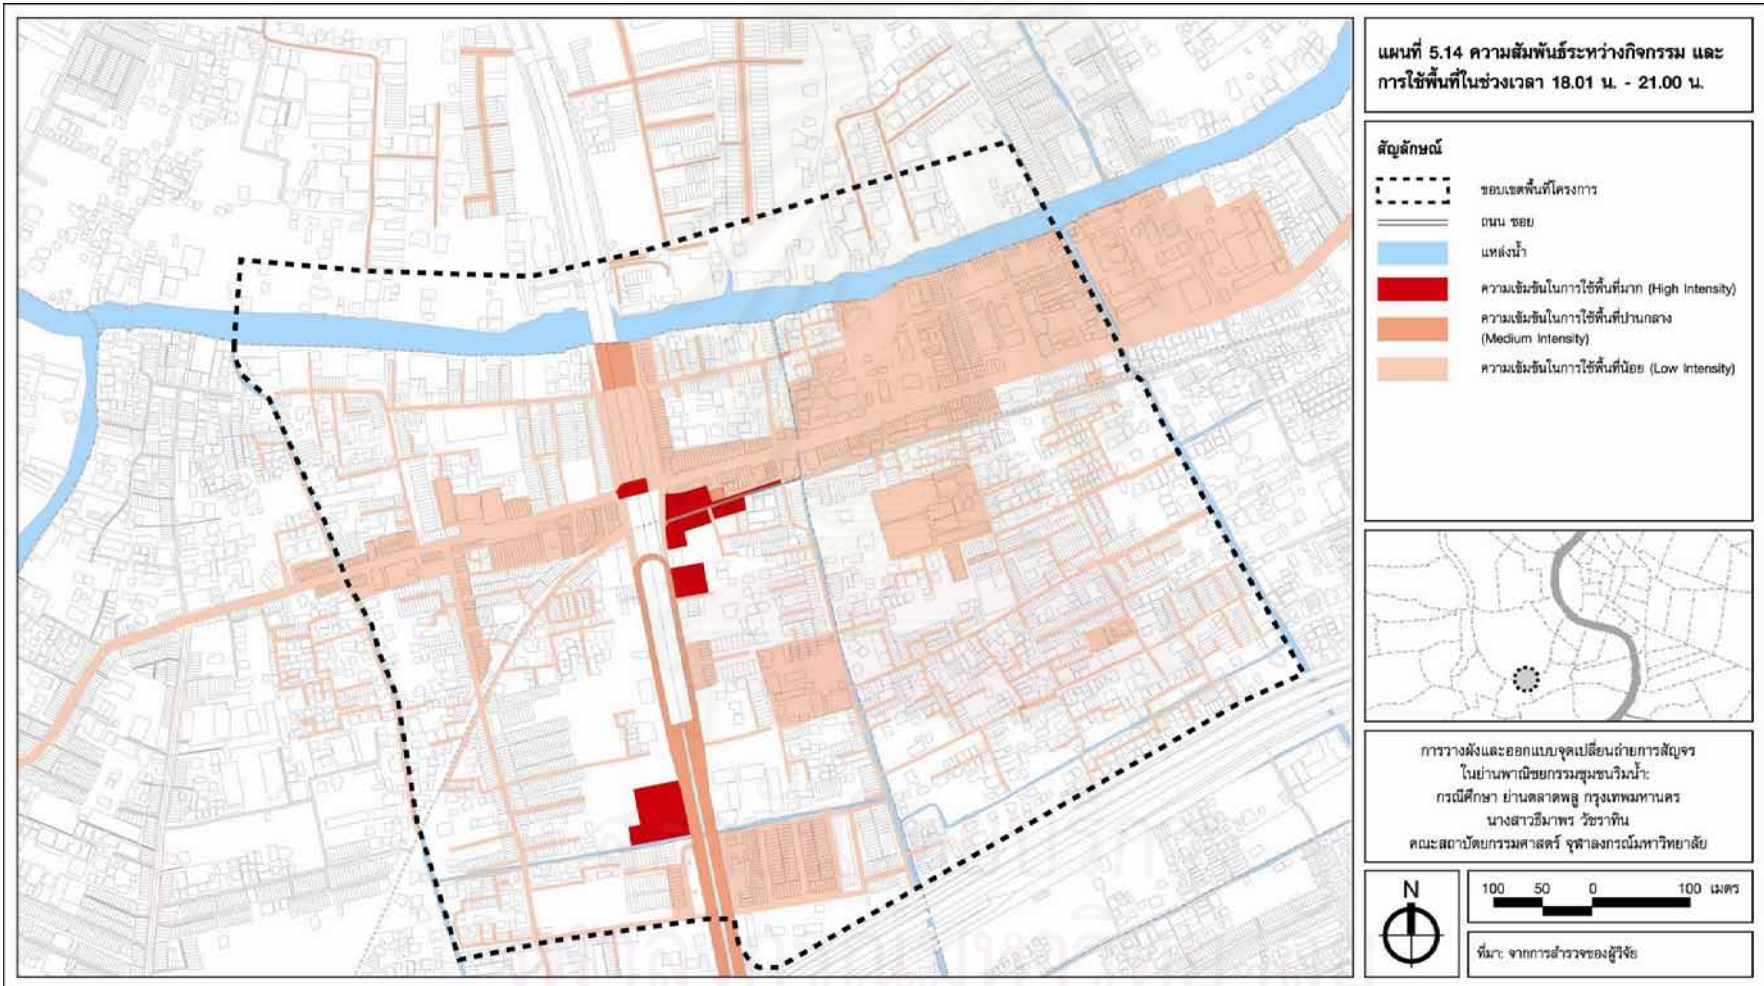 แผนที่ 5.14 ความสัมพันธ์ระหว่างกิจกรรม และ
การใช้พื้นที่ในช่วงเวลา 18.01 น. - 21.00 น.
สัญลักษณ์
ขอบเขตพื้นที่โครงการ
ถนน ซอย
แหล่งน้ำ
ความเข้มข้นในการใช้พื้นที่มาก (High Intensity)
ความเข้มข้นในการใช้พื้นที่ปานกลาง
(Medium Intensity)
ความเข้มข้นในการใช้พื้นที่น้อย (Low Intensity)
การวางผังและออกแบบจุดเปลี่ยนถ่ายการสัญจร
ในย่านพาณิชยกรรมชุมชนริมน้ำ:
กรณีศึกษา ย่านตลาดพลู กรุงเทพมหานคร
นางสาวธีมาพร วัชราทิน
คณะสถาปัตยกรรมศาสตร์ จุฬาลงกรณ์มหาวิทยาลัย
N
100 50 0 100 เมตร
ที่มา: จากการสำรวจของผู้วิจัย